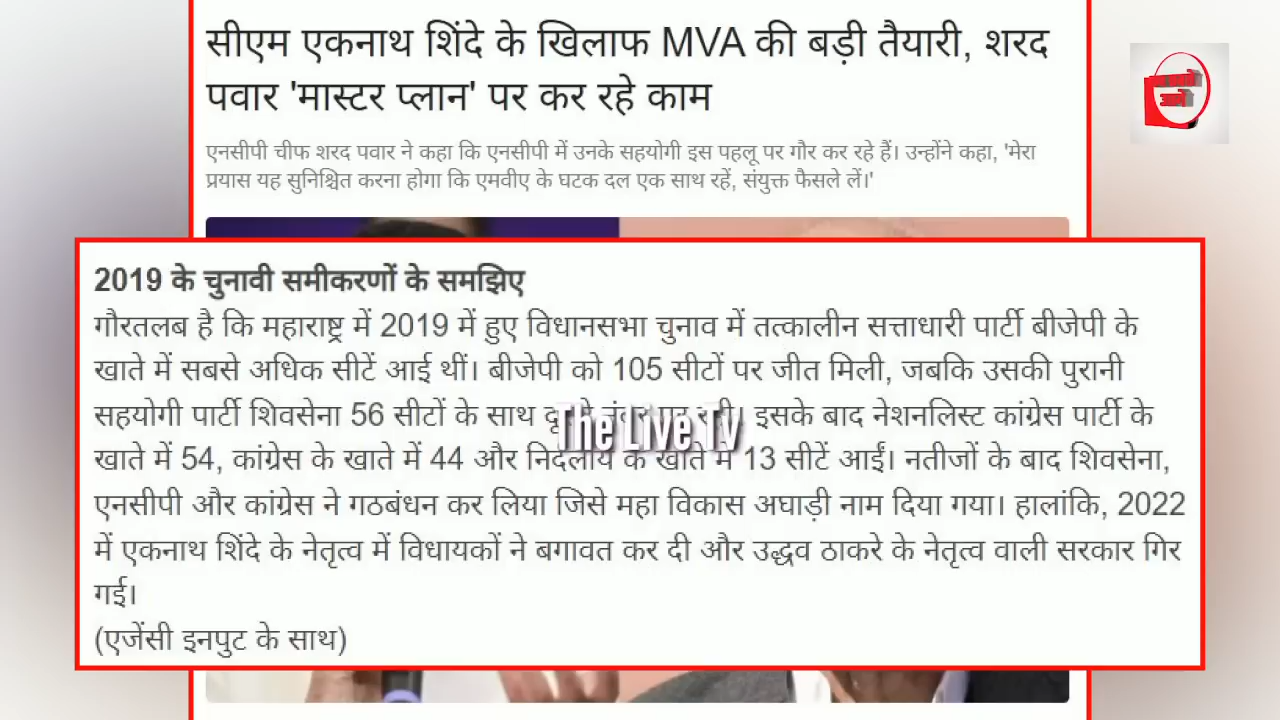 सीएम एकनाथ शिंदे के खिलाफ MVA की बड़ी तैयारी, शरद
पवार 'मास्टर प्लान' पर कर रहे काम
एनसीपी चीफ शरद पवार ने कहा कि एनसीपी में उनके सहयोगी इस पहलू पर गौर कर रहे हैं। उन्होंने कहा, 'मेरा
प्रयास यह सुनिश्चित करना होगा कि एमवीए के घटक दल एक साथ रहें, संयुक्त फैसले लें।'
2019 के चुनावी समीकरणों के समझिए
गौरतलब है कि महाराष्ट्र में 2019 में हुए विधानसभा चुनाव में तत्कालीन सत्ताधारी पार्टी बीजेपी के
खाते में सबसे अधिक सीटें आई थीं। बीजेपी को 105 सीटों पर जीत मिली, जबकि उसकी पुरानी
सहयोगी पार्टी शिवसेना 56 सीटों के साथ इसके बाद नेशनलिस्ट कांग्रेस पार्टी के
The Live Tv
खाते में 54, कांग्रेस के खाते में 44 और निर्दलीय के खाते में 13 सीटें आईं। नतीजों के बाद शिवसेना,
एनसीपी और कांग्रेस ने गठबंधन कर लिया जिसे महा विकास अघाड़ी नाम दिया गया। हालांकि, 2022
में एकनाथ शिंदे के नेतृत्व में विधायकों ने बगावत कर दी और उद्धव ठाकरे के नेतृत्व वाली सरकार गिर
गई।
(एजेंसी इनपुट के साथ)